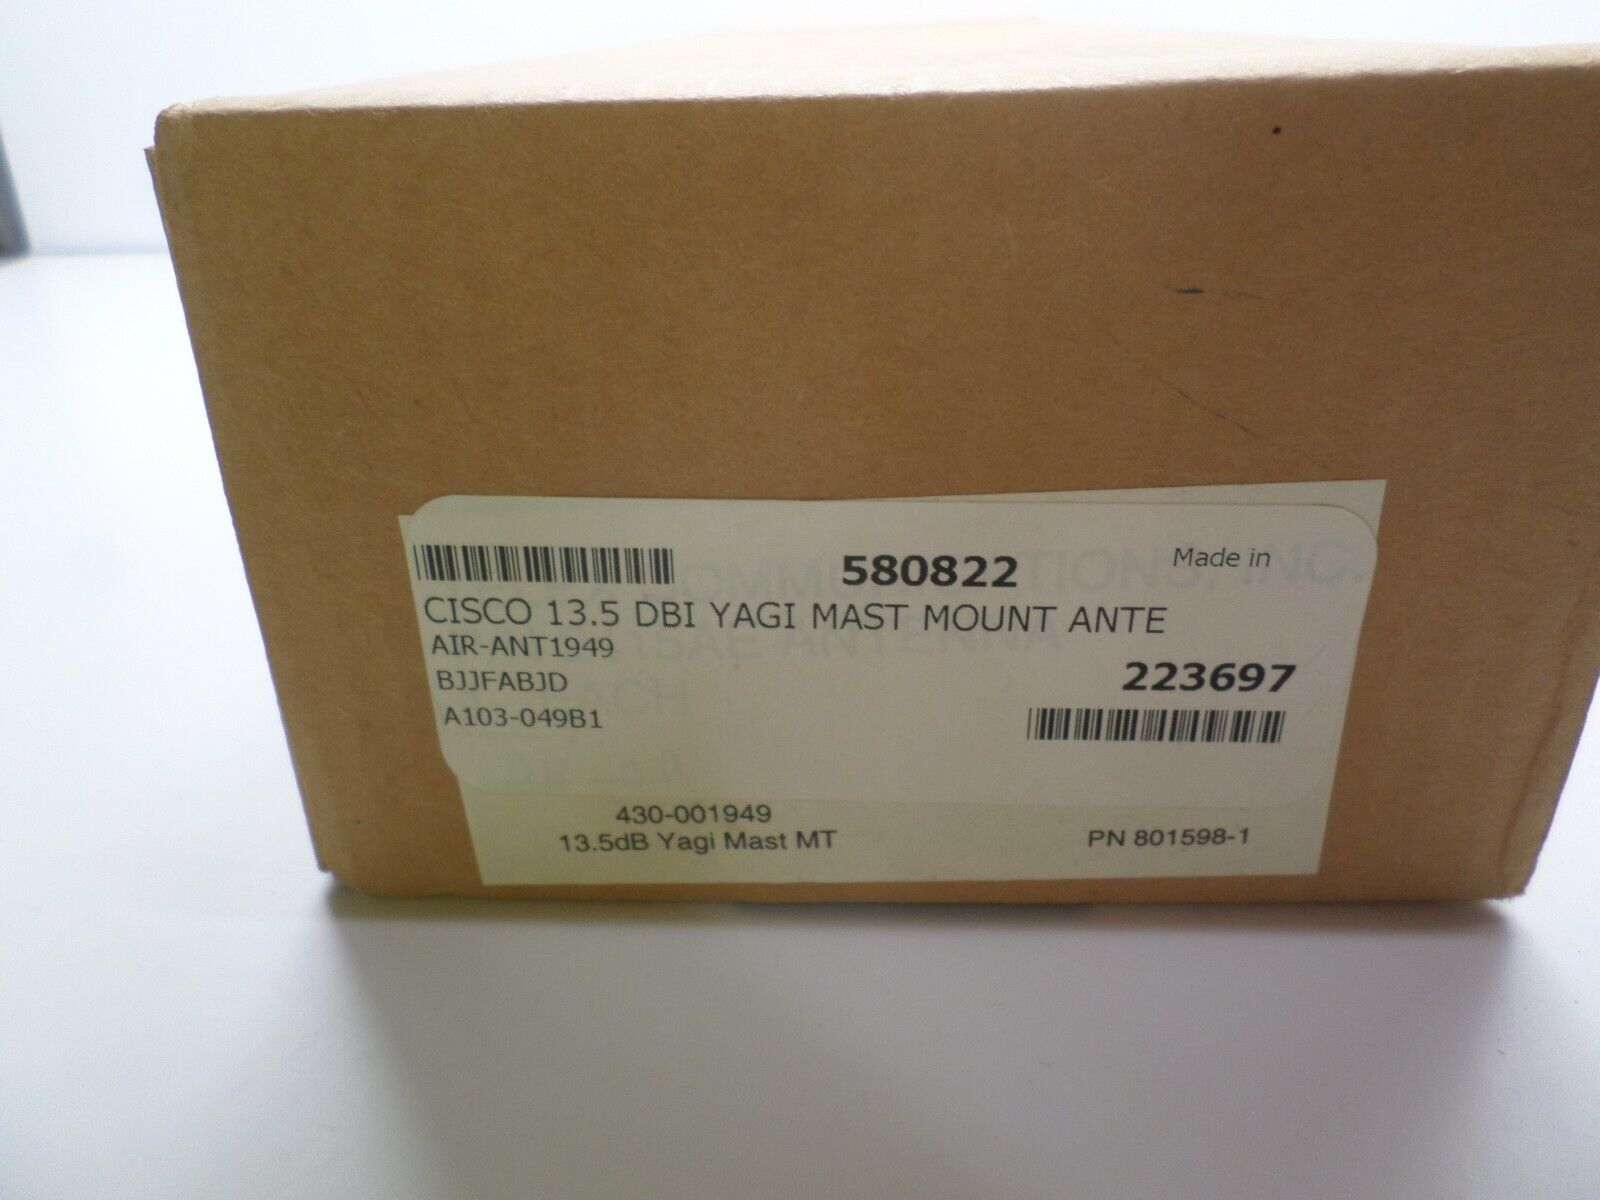 580822
Made in
CISCO 13.5 DBI YAGI MAST MOUNT ANTE
AIR-ANT1949
BJJFABJD
223697
A103-049B1
430-001949
13.5dB Yagi Mast MT
PN 801598-1